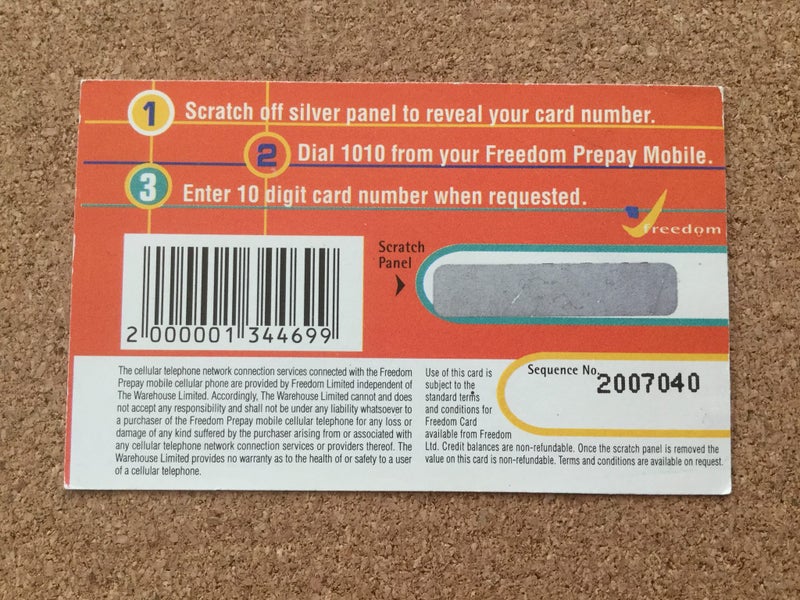 1 Scratch off silver panel to reveal your card number.
2 Dial 1010 from your Freedom Prepay Mobile.
3 Enter 10 digit card number when requested.
freedom
Scratch
Panel
2 000001 344699
The cellular telephone network connection services connected with the Freedom
Prepay mobile cellular phone are provided by Freedom Limited independent of
The Warehouse Limited. Accordingly, The Warehouse Limited cannot and does
not accept any responsibility and shall not be under any liability whatsoever to
a purchaser of the Freedom Prepay mobile cellular telephone for any loss or
damage of any kind suffered by the purchaser arising from or associated with
any cellular telephone network connection services or providers thereof. The
Warehouse Limited provides no warranty as to the health of or safety to a user
of a cellular telephone.
Use of this card is
subject to the
standard terms
and conditions for
Freedom Card
available from Freedom
Ltd. Credit balances are non-refundable. Once the scratch panel is removed the
value on this card is non-refundable. Terms and conditions are available on request.
Sequence No. 2007040